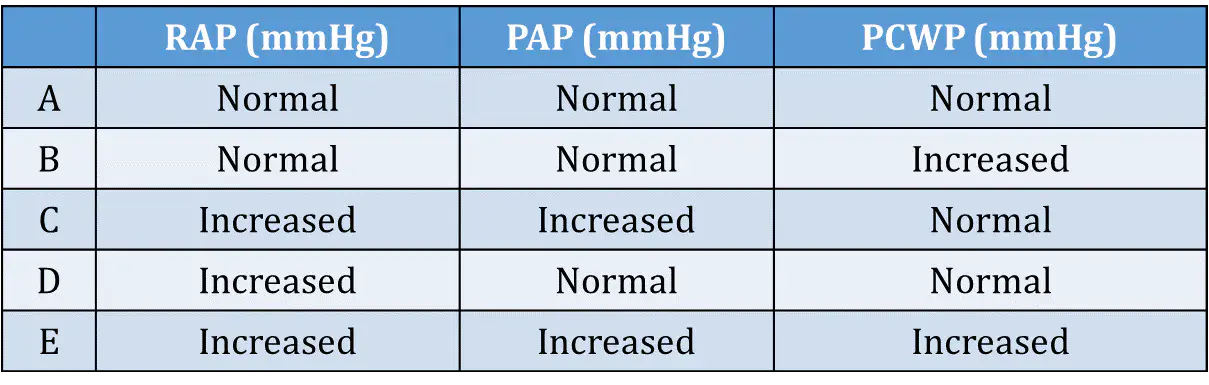 RAP (mmHg) PAP (mmHg) PCWP (mmHg)
A Normal Normal Normal
B Normal Normal Increased
C Increased Increased Normal
D Increased Normal Normal
E Increased Increased Increased